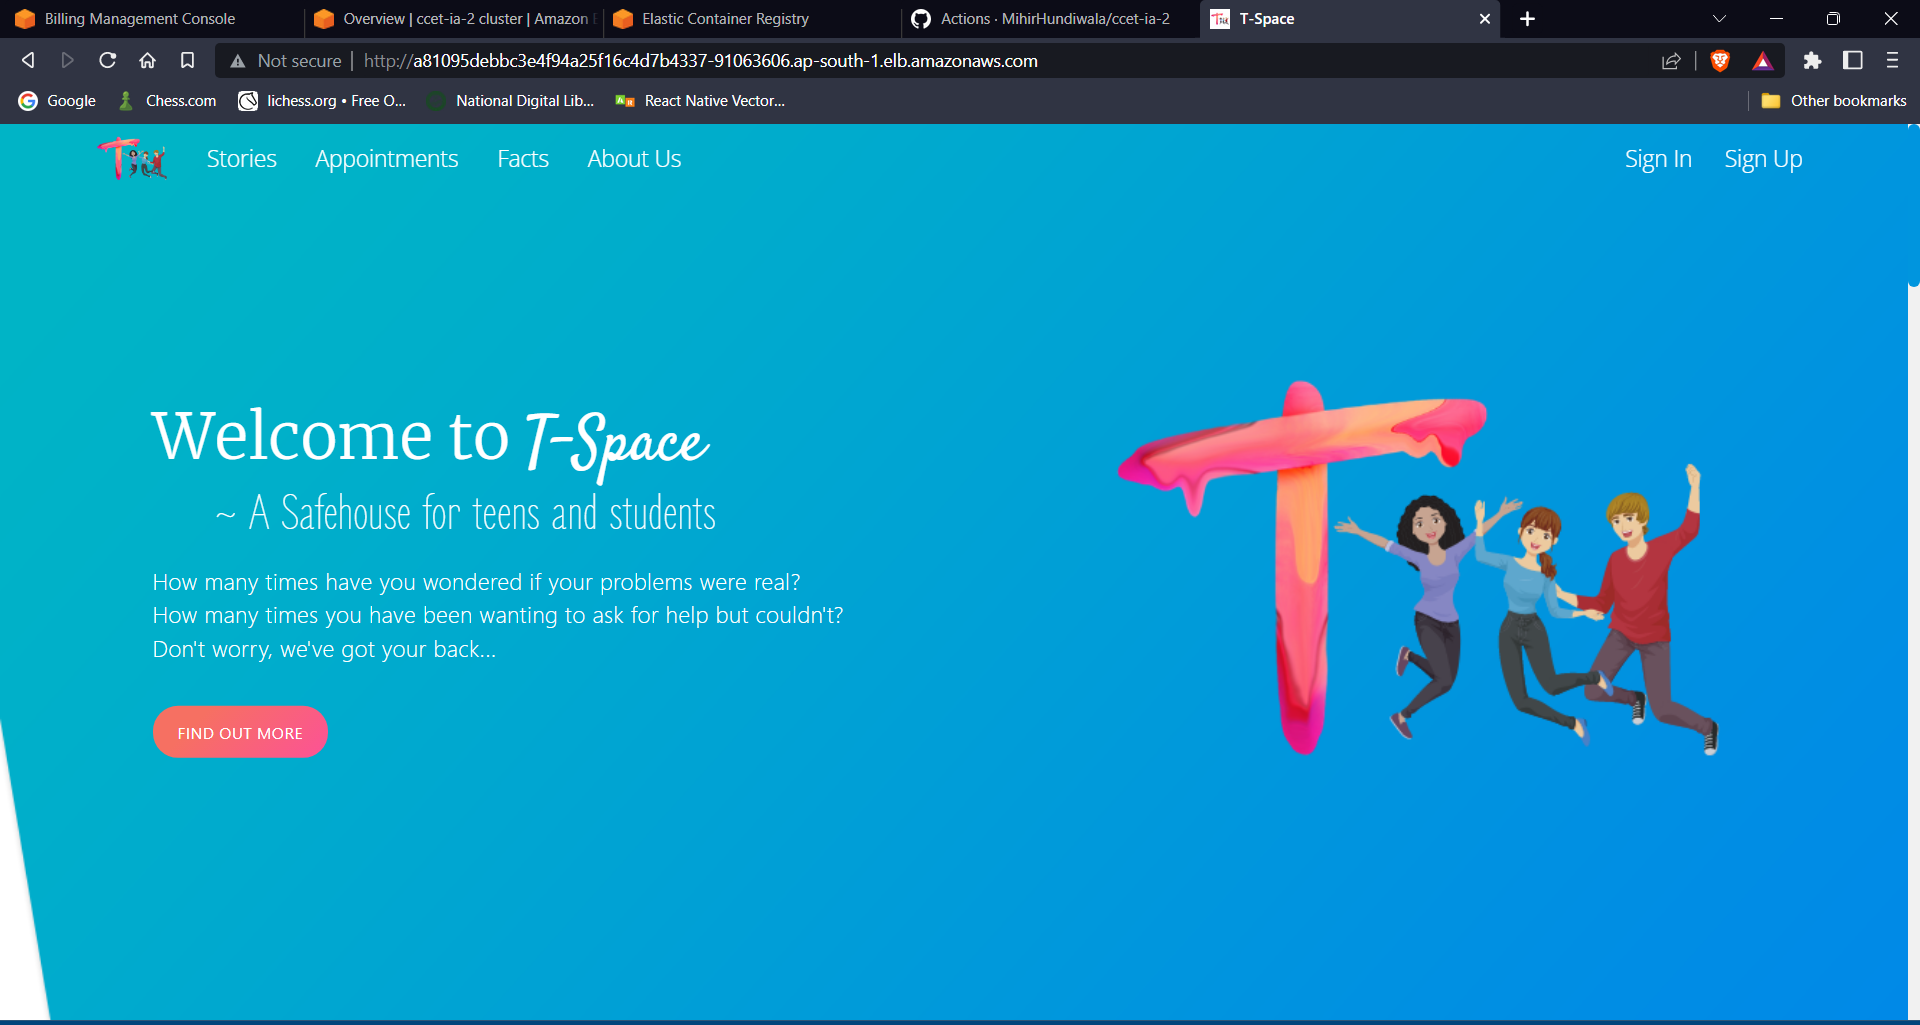 Billing Management Console
Overview | ccet-ia-2 cluster | Amazon E
Elastic Container Registry
Actions · MihirHundiwala/ccet-ia-2
T-Space
Not secure | http://a81095debbc3e4f94a25f16c4d7b4337-91063606.ap-south-1.elb.amazonaws.com
Google
Chess.com
lichess.org • Free O...
National Digital Lib...
React Native Vector...
Other bookmarks
Stories
Appointments
Facts
About Us
Sign In
Sign Up
Welcome to T-Space
~ A Safehouse for teens and students
How many times have you wondered if your problems were real?
How many times you have been wanting to ask for help but couldn't?
Don't worry, we've got your back...
FIND OUT MORE
T